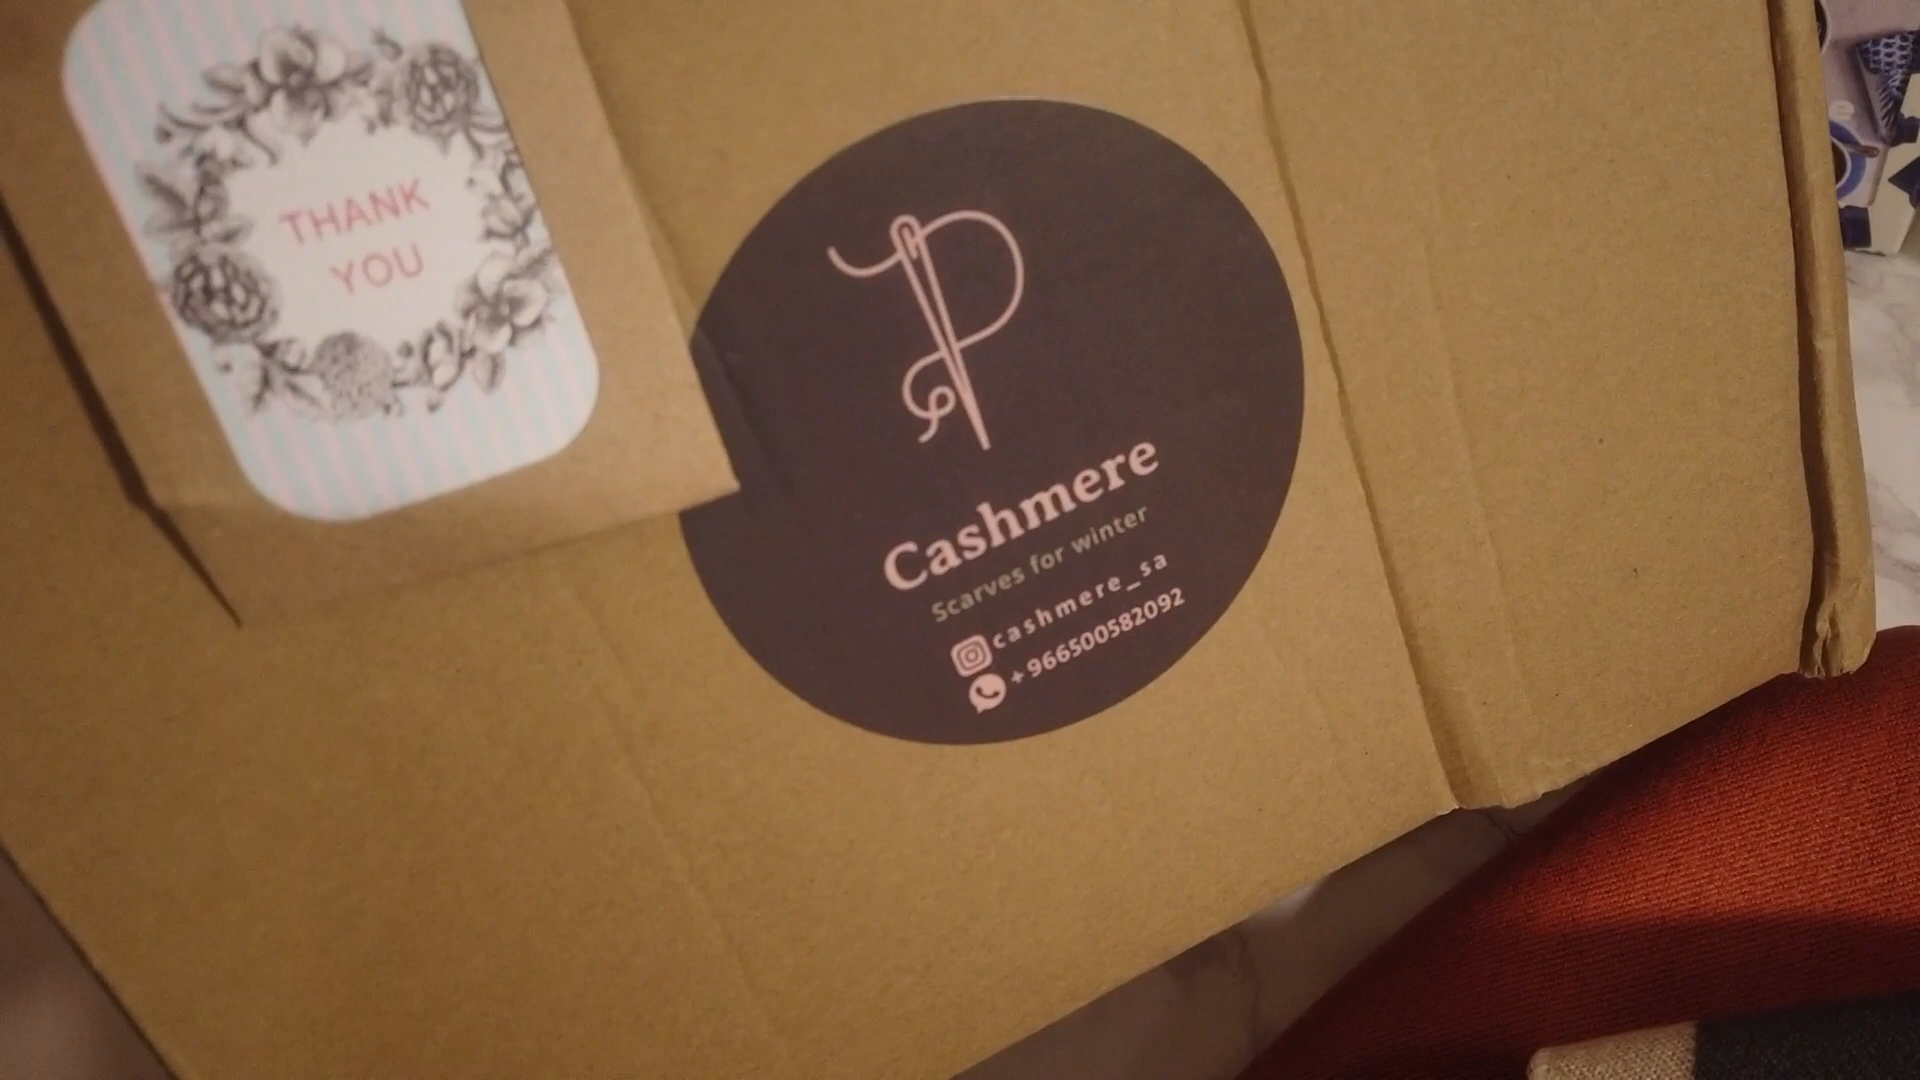 THANK
YOU
Cashmere
Scarves for winter
cashmere_sa
+966500582092